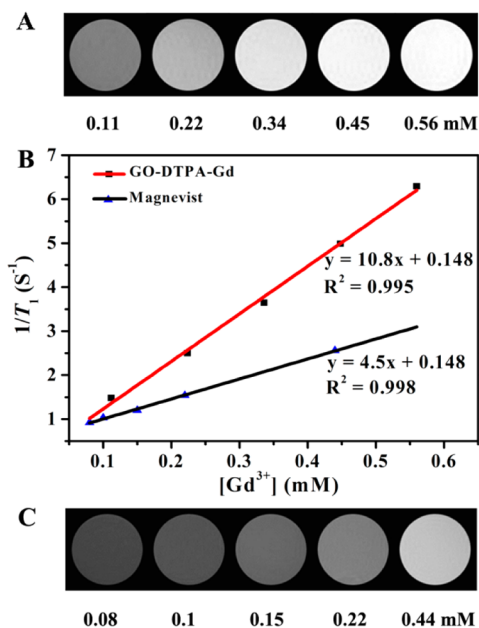 A
0.11 0.22 0.34 0.45 0.56 mM
B
7
GO-DTPA-Gd
Magnevist
6
5
y = 10.8x + 0.148
R² = 0.995
4
1/T₁ (S⁻¹)
3
y = 4.5x + 0.148
R² = 0.998
2
1
0.1 0.2 0.3 0.4 0.5 0.6
[Gd³⁺] (mM)
C
0.08 0.1 0.15 0.22 0.44 mM